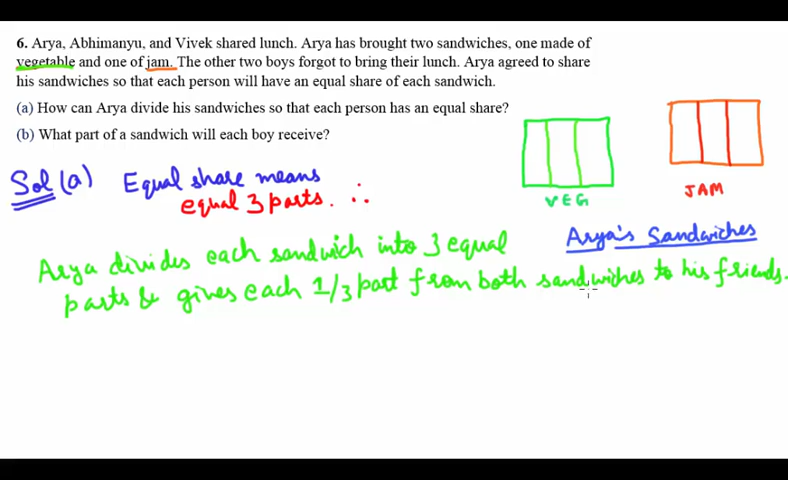 6. Arya, Abhimanyu, and Vivek shared lunch. Arya has brought two sandwiches, one made of
vegetable and one of jam. The other two boys forgot to bring their lunch. Arya agreed to share
his sandwiches so that each person will have an equal share of each sandwich.
(a) How can Arya divide his sandwiches so that each person has an equal share?
(b) What part of a sandwich will each boy receive?
VEG
JAM
Arya's Sandwiches
Sol (a) Equal share means
equal 3 parts. ∴
Arya divides each sandwich into 3 equal
parts & gives each 1/3 part from both sandwiches to his friends.